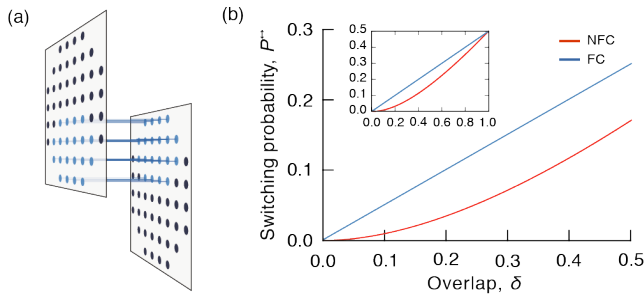 (a)
(b)
Switching probability, P↔
0.3
0.2
0.1
0.0
0.0 0.1 0.2 0.3 0.4 0.5
Overlap, δ
0.5
0.4
0.3
0.2
0.1
0.0
0.0 0.2 0.4 0.6 0.8 1.0
NFC
FC